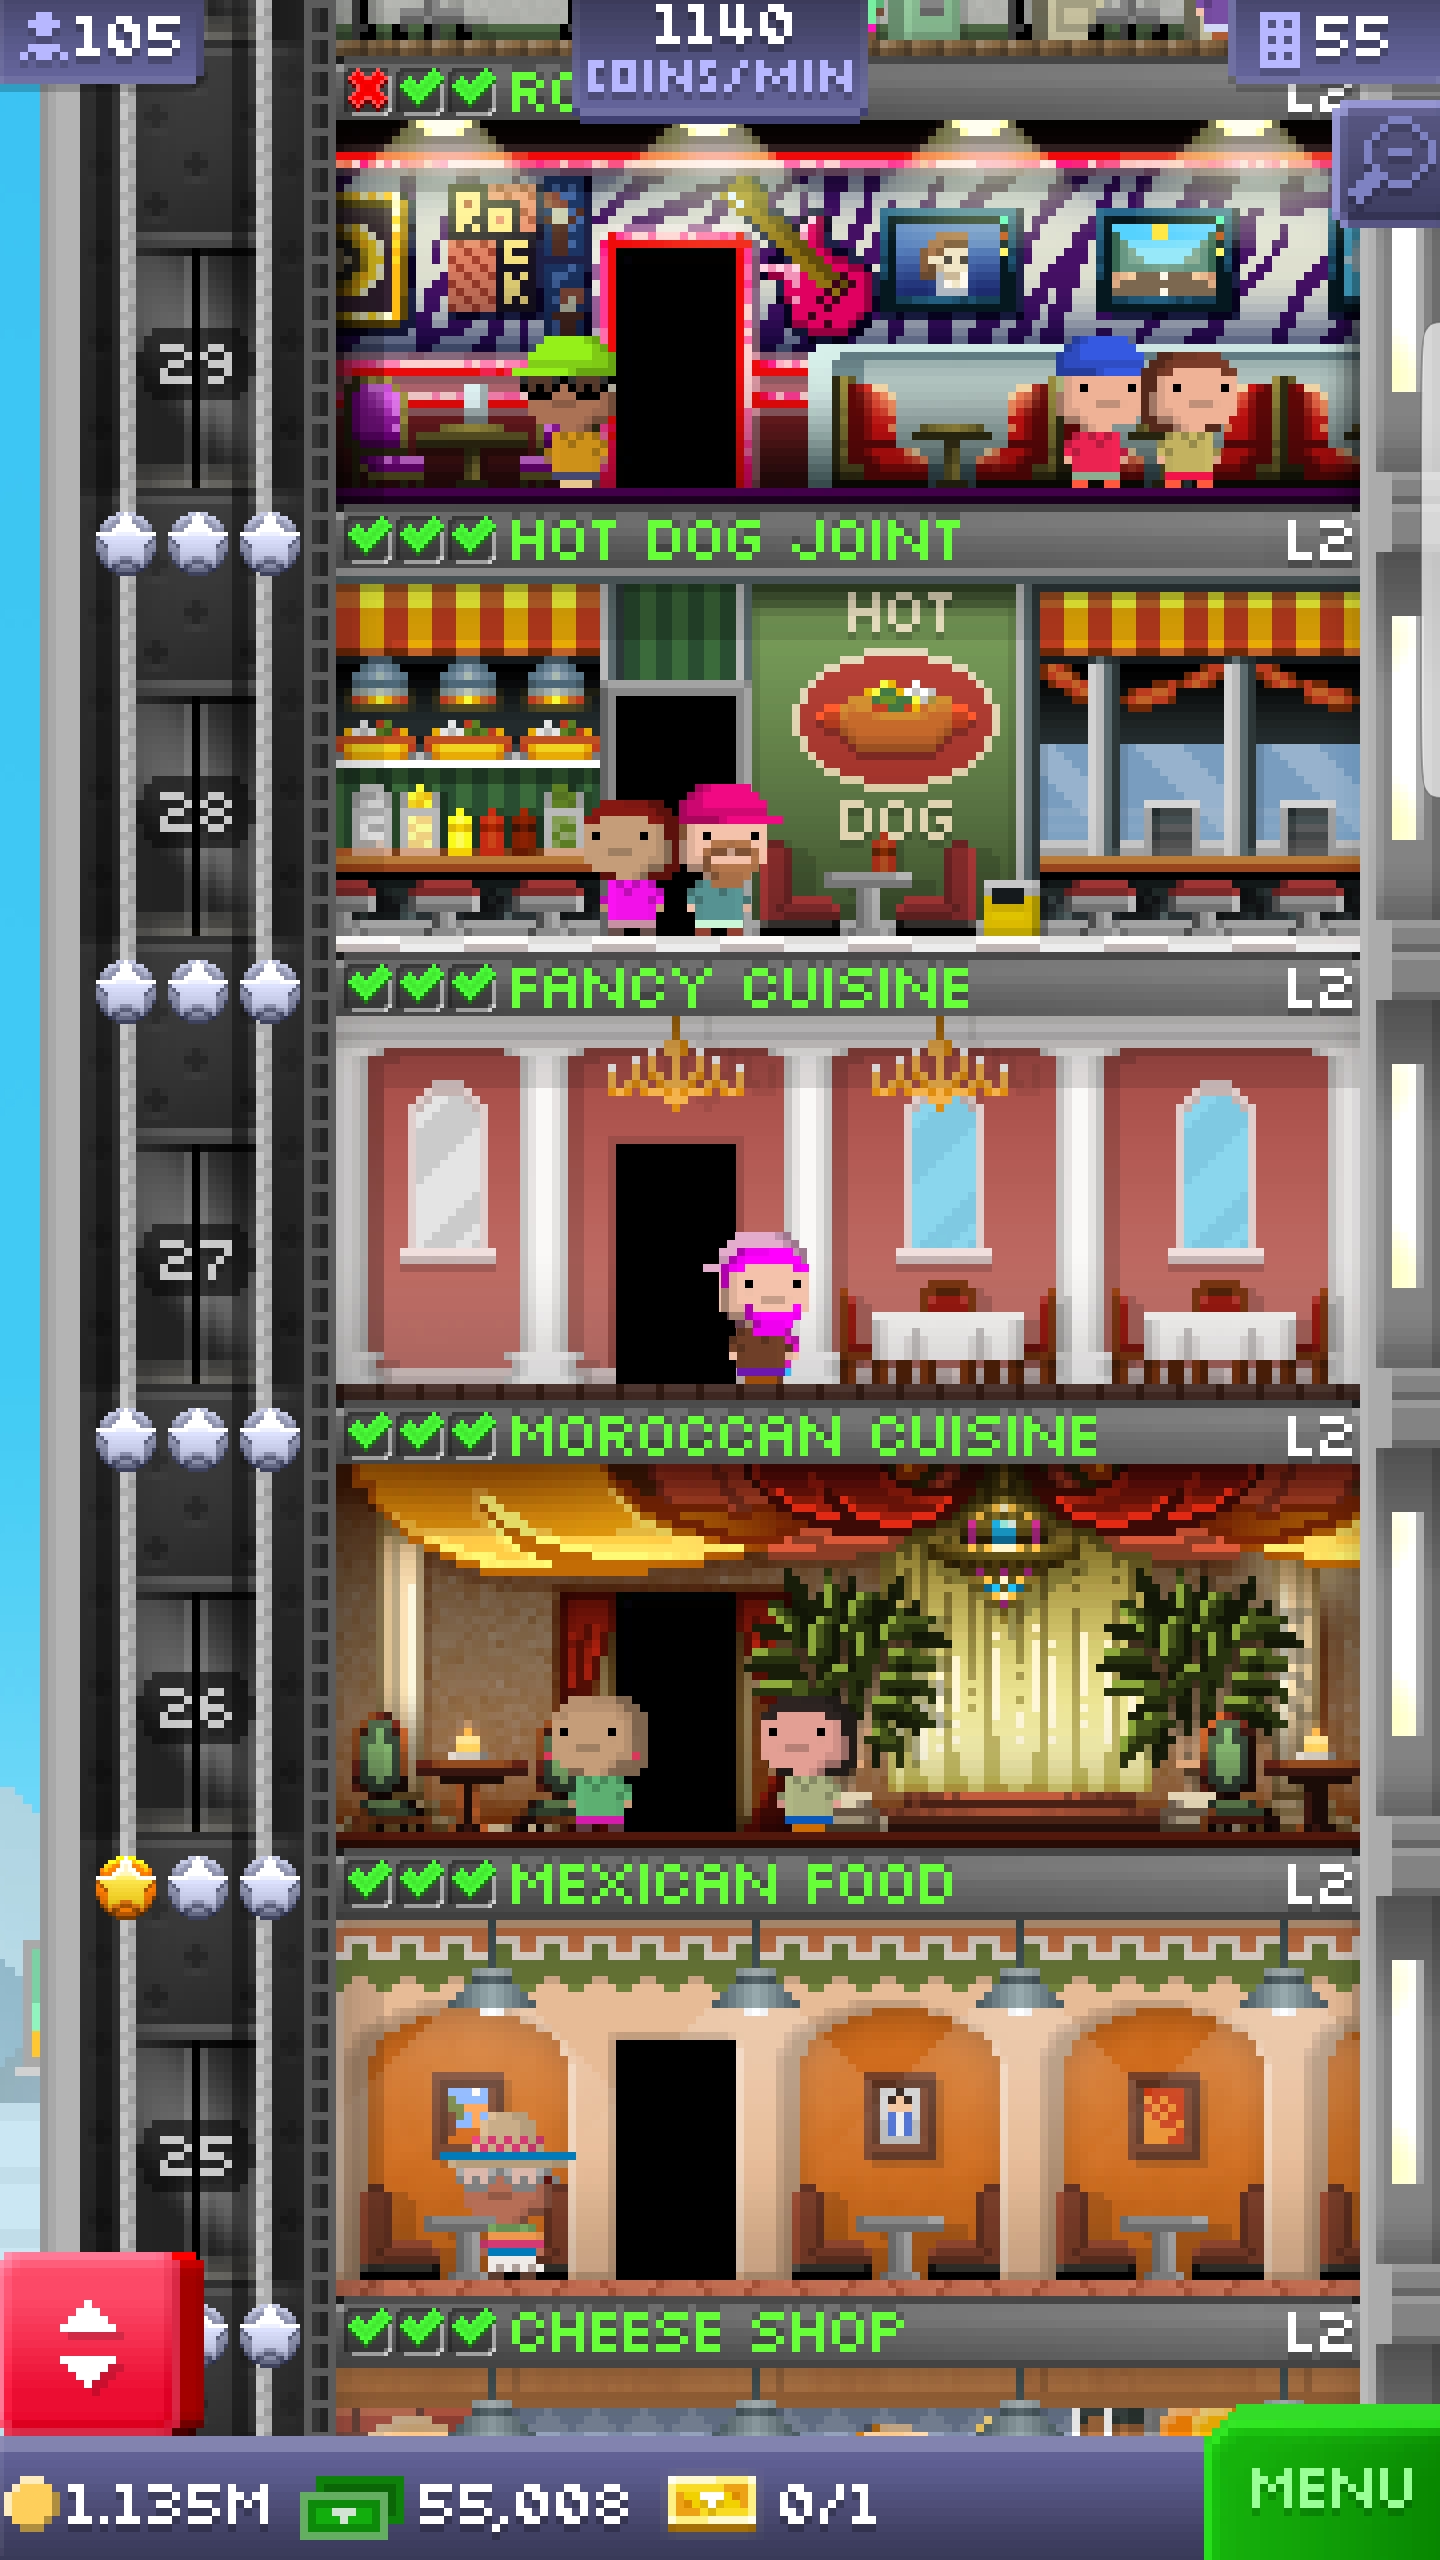 105
1140
COINS/MIN
55
L2
ROCK
29
HOT DOG JOINT
L2
HOT
DOG
28
FANCY CUISINE
L2
27
MOROCCAN CUISINE
L2
26
MEXICAN FOOD
L2
25
CHEESE SHOP
L2
1.135M
55,008
0/1
MENU